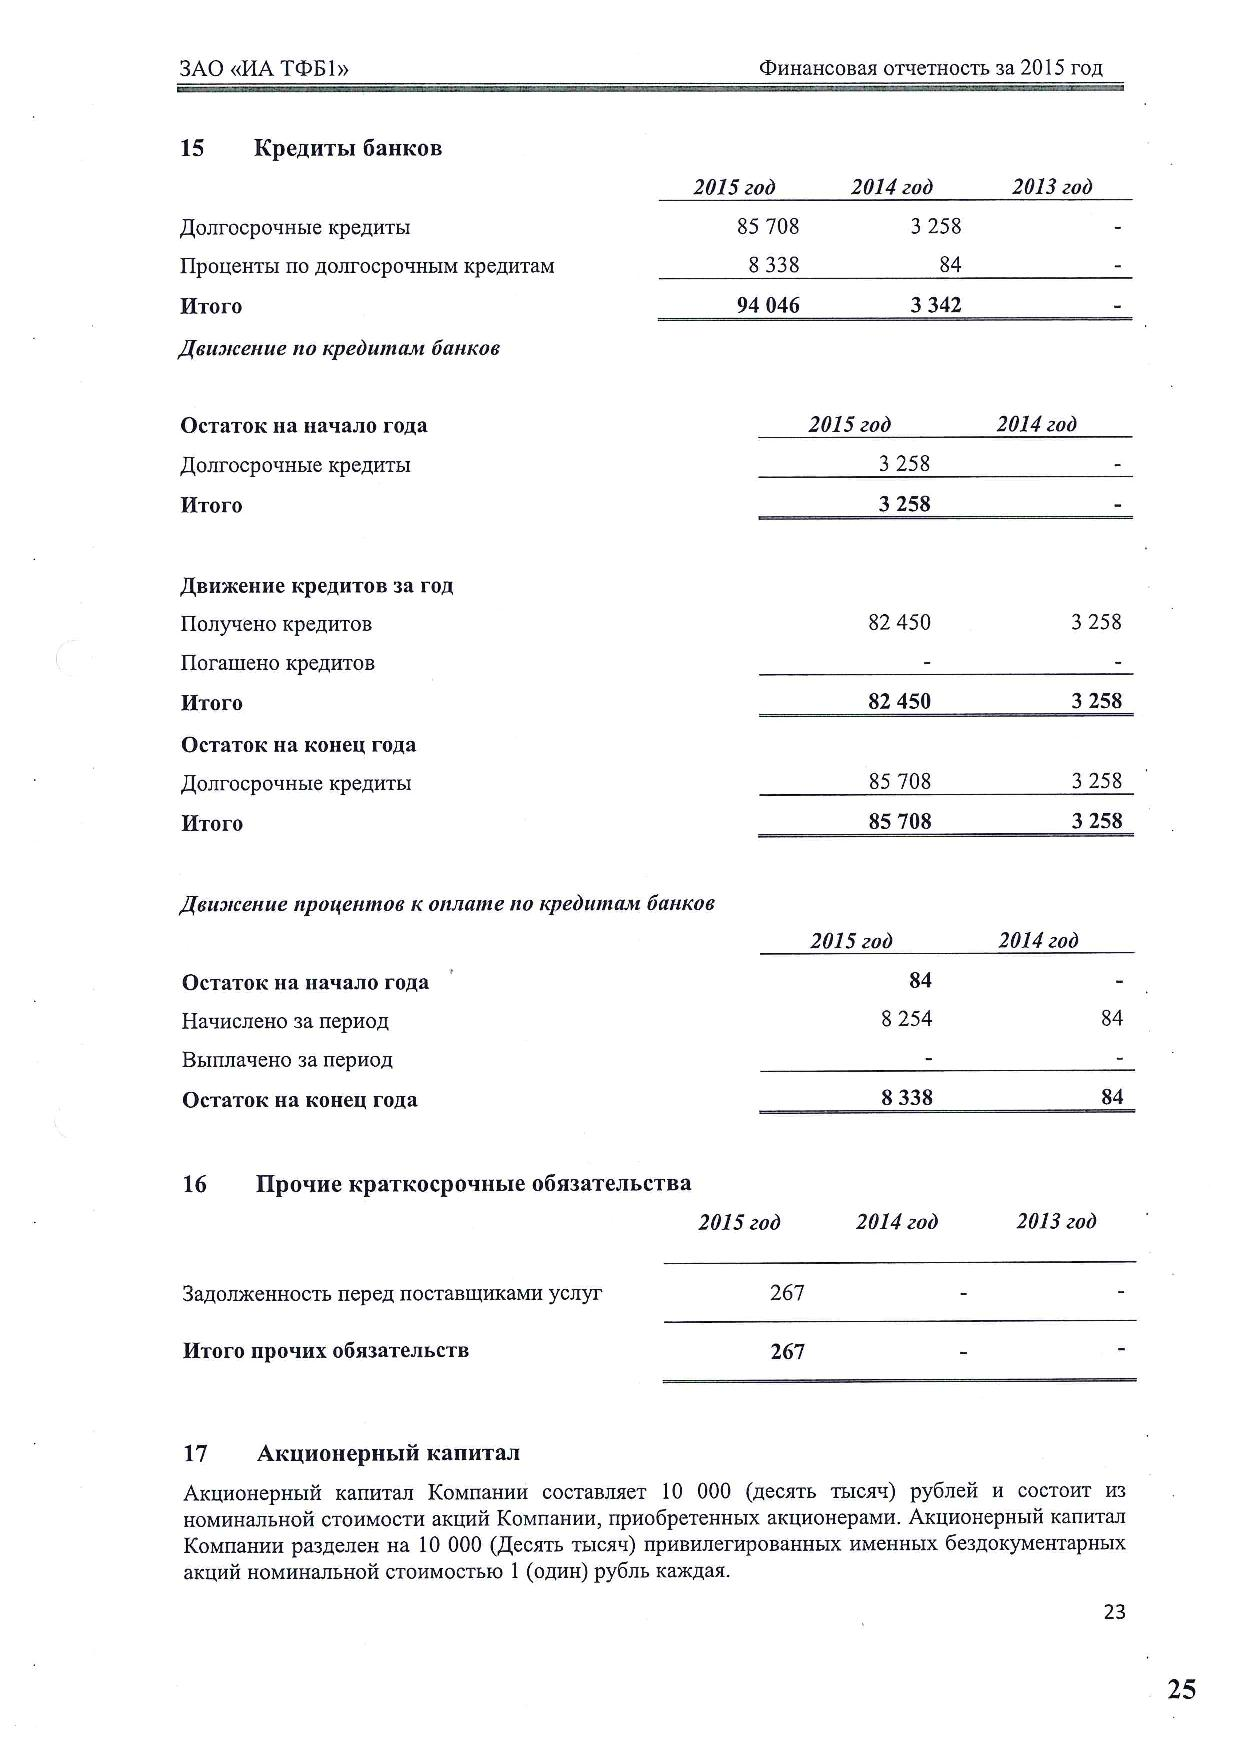 ЗАО «ИА ТФБ1» Финансовая отчетность за 2015 год
15 Кредиты банков
2015 год 2014 год 2013 год
Долгосрочные кредиты 85 708 3 258 -
Проценты по долгосрочным кредитам 8 338 84 -
Итого 94 046 3 342 -
Движение по кредитам банков
Остаток на начало года 2015 год 2014 год
Долгосрочные кредиты 3 258 -
Итого 3 258 -
Движение кредитов за год
Получено кредитов 82 450 3 258
Погашено кредитов - -
Итого 82 450 3 258
Остаток на конец года
Долгосрочные кредиты 85 708 3 258
Итого 85 708 3 258
Движение процентов к оплате по кредитам банков
2015 год 2014 год
Остаток на начало года 84 -
Начислено за период 8 254 84
Выплачено за период - -
Остаток на конец года 8 338 84
16 Прочие краткосрочные обязательства
2015 год 2014 год 2013 год
Задолженность перед поставщиками услуг 267 - -
Итого прочих обязательств 267 - -
17 Акционерный капитал
Акционерный капитал Компании составляет 10 000 (десять тысяч) рублей и состоит из
номинальной стоимости акций Компании, приобретенных акционерами. Акционерный капитал
Компании разделен на 10 000 (Десять тысяч) привилегированных именных бездокументарных
акций номинальной стоимостью 1 (один) рубль каждая.
23
25